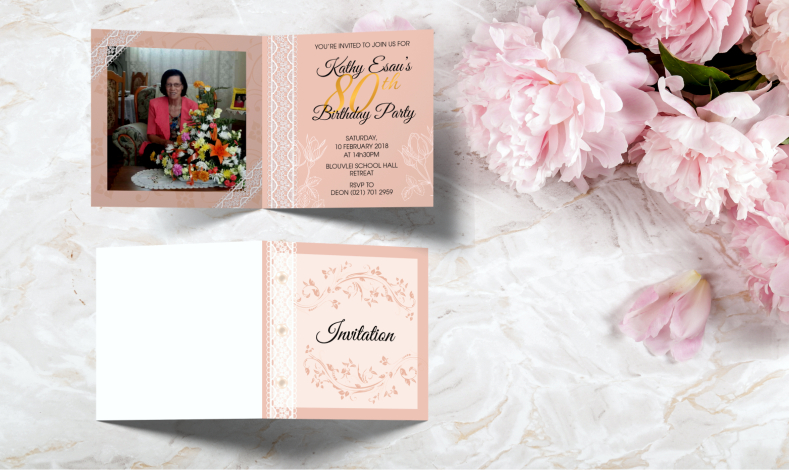 YOU'RE INVITED TO JOIN US FOR
Kathy Esau's
80th
Birthday Party
SATURDAY,
10 FEBRUARY 2018
AT 14h30PM
BLOUVLEI SCHOOL HALL
RETREAT
RSVP TO
DEON (021) 701 2959
Invitation